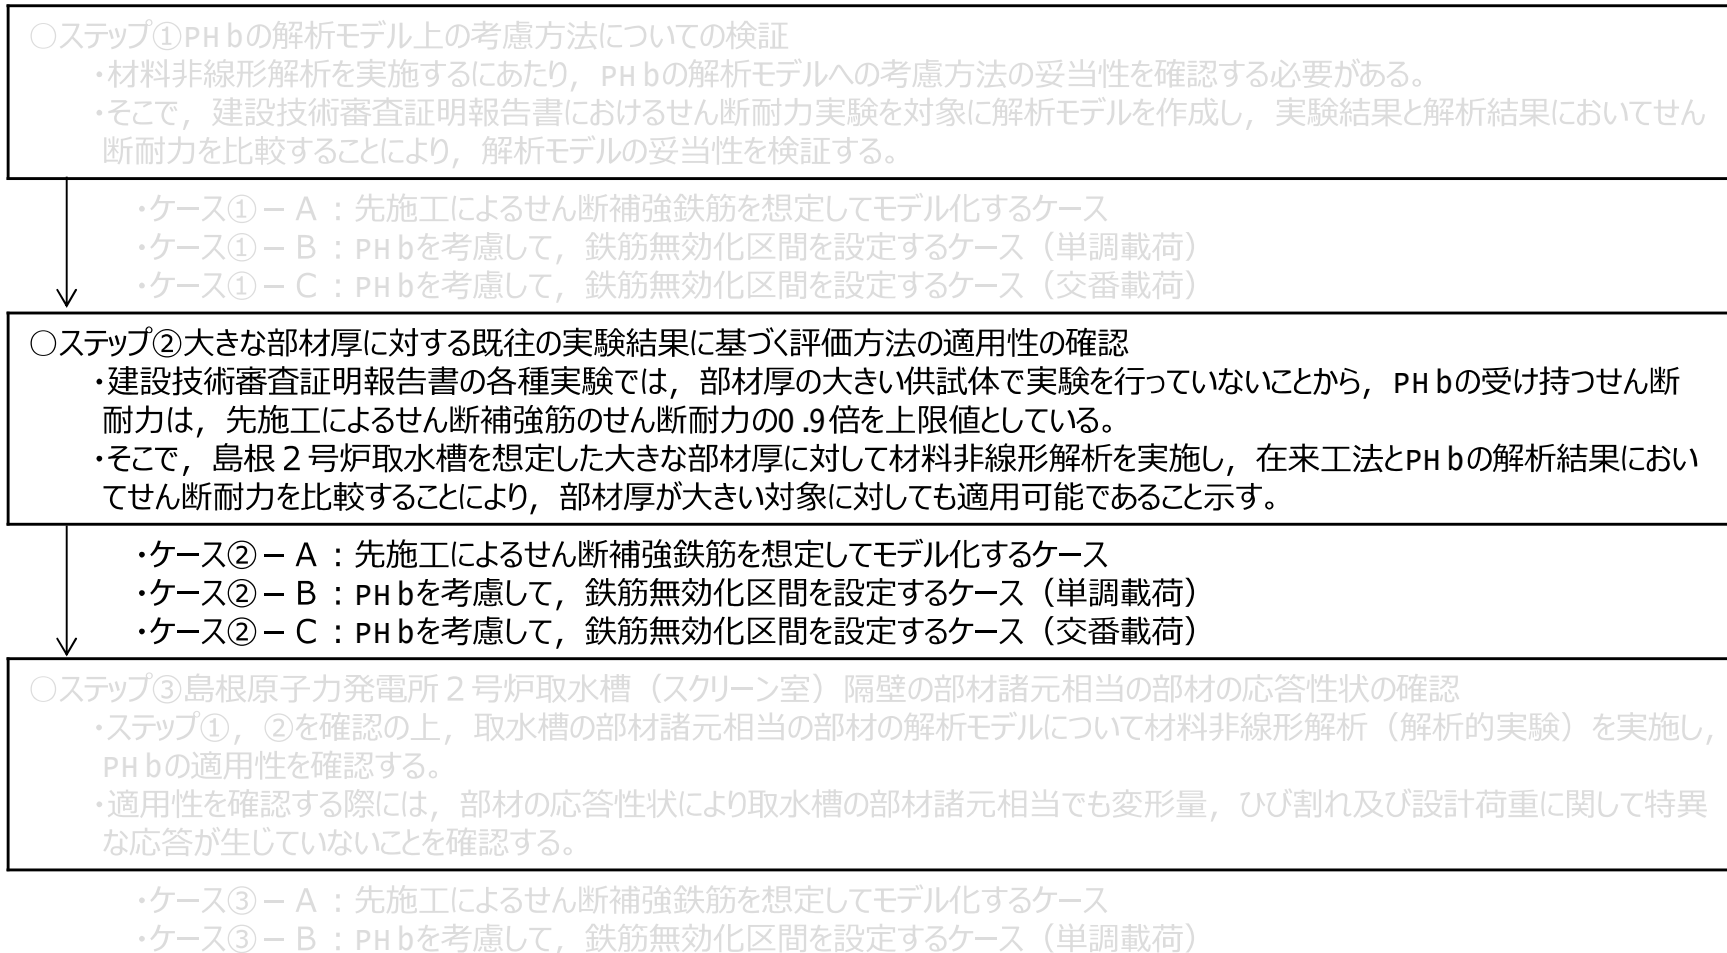 ○ステップ①PHbの解析モデル上の考慮方法についての検証
・材料非線形解析を実施するにあたり，PHbの解析モデルへの考慮方法の妥当性を確認する必要がある。
・そこで，建設技術審査証明報告書におけるせん断耐力実験を対象に解析モデルを作成し，実験結果と解析結果においてせん
断耐力を比較することにより，解析モデルの妥当性を検証する。
・ケース①－Ａ：先施工によるせん断補強鉄筋を想定してモデル化するケース
・ケース①－Ｂ：PHbを考慮して，鉄筋無効化区間を設定するケース（単調載荷）
・ケース①－Ｃ：PHbを考慮して，鉄筋無効化区間を設定するケース（交番載荷）
○ステップ②大きな部材厚に対する既往の実験結果に基づく評価方法の適用性の確認
・建設技術審査証明報告書の各種実験では，部材厚の大きい供試体で実験を行っていないことから，PHbの受け持つせん断
耐力は，先施工によるせん断補強筋のせん断耐力の0.9倍を上限値としている。
・そこで，島根２号炉取水槽を想定した大きな部材厚に対して材料非線形解析を実施し，在来工法とPHbの解析結果におい
てせん断耐力を比較することにより，部材厚が大きい対象に対しても適用可能であること示す。
・ケース②－Ａ：先施工によるせん断補強鉄筋を想定してモデル化するケース
・ケース②－Ｂ：PHbを考慮して，鉄筋無効化区間を設定するケース（単調載荷）
・ケース②－Ｃ：PHbを考慮して，鉄筋無効化区間を設定するケース（交番載荷）
○ステップ③島根原子力発電所２号炉取水槽（スクリーン室）隔壁の部材諸元相当の部材の応答性状の確認
・ステップ①，②を確認の上，取水槽の部材諸元相当の部材の解析モデルについて材料非線形解析（解析的実験）を実施し，
PHbの適用性を確認する。
・適用性を確認する際には，部材の応答性状により取水槽の部材諸元相当でも変形量，ひび割れ及び設計荷重に関して特異
な応答が生じていないことを確認する。
・ケース③－Ａ：先施工によるせん断補強鉄筋を想定してモデル化するケース
・ケース③－Ｂ：PHbを考慮して，鉄筋無効化区間を設定するケース（単調載荷）